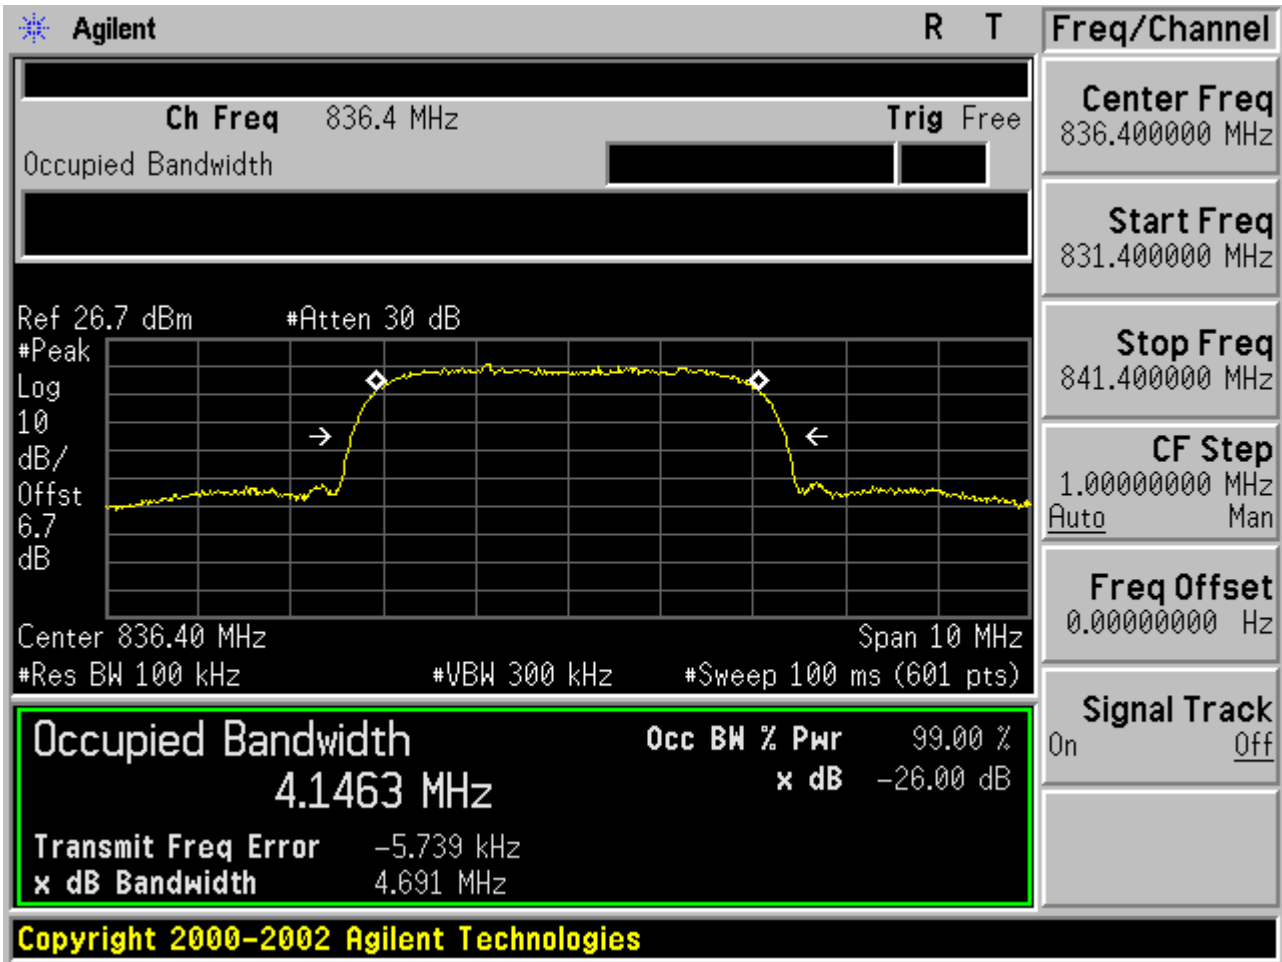 Agilent R T Freq/Channel
Ch Freq 836.4 MHz Trig Free
Occupied Bandwidth
Center Freq
836.400000 MHz
Start Freq
831.400000 MHz
Stop Freq
841.400000 MHz
CF Step
1.00000000 MHz
Auto Man
Freq Offset
0.00000000 Hz
Signal Track
On Off
Ref 26.7 dBm #Atten 30 dB
#Peak
Log
10
dB/
Offst
6.7
dB
Center 836.40 MHz Span 10 MHz
#Res BW 100 kHz #VBW 300 kHz #Sweep 100 ms (601 pts)
Occupied Bandwidth
4.1463 MHz
Occ BW % Pwr 99.00 %
x dB -26.00 dB
Transmit Freq Error -5.739 kHz
x dB Bandwidth 4.691 MHz
Copyright 2000-2002 Agilent Technologies